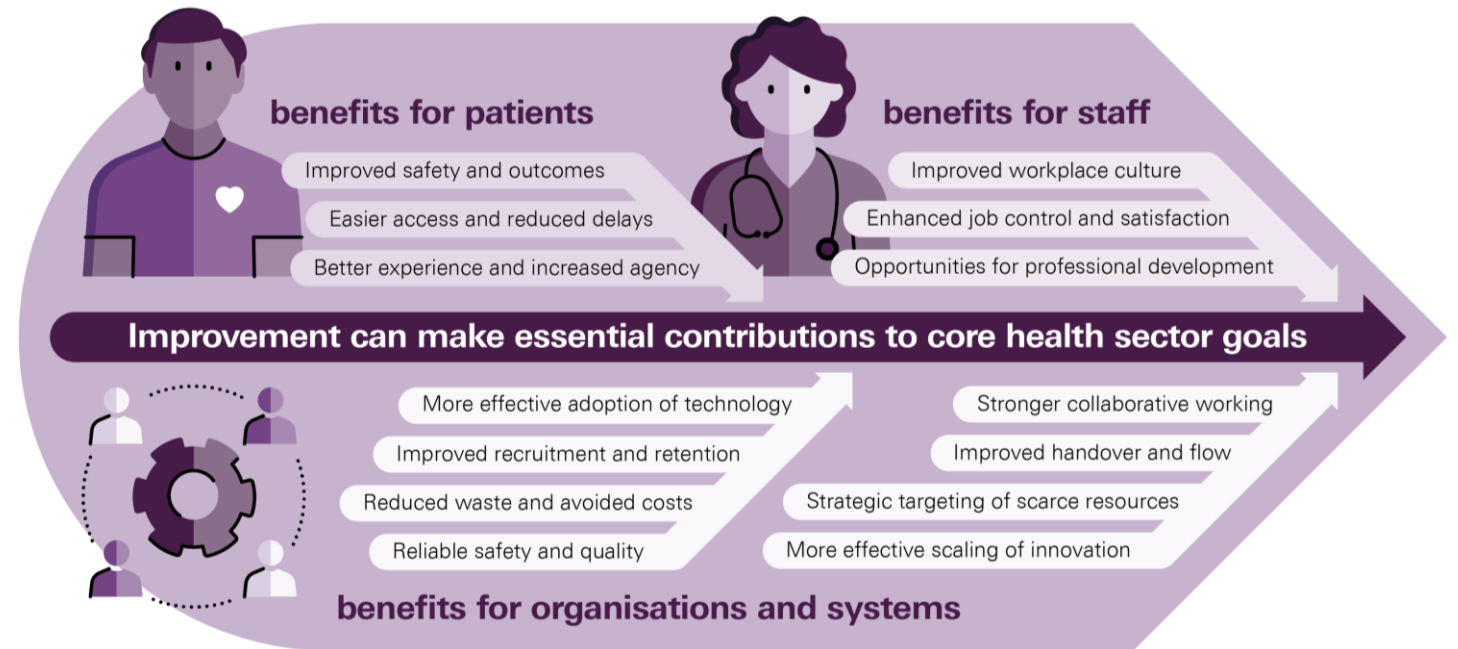 benefits for patients
Improved safety and outcomes
Easier access and reduced delays
Better experience and increased agency
benefits for staff
Improved workplace culture
Enhanced job control and satisfaction
Opportunities for professional development
Improvement can make essential contributions to core health sector goals
More effective adoption of technology
Improved recruitment and retention
Reduced waste and avoided costs
Reliable safety and quality
Stronger collaborative working
Improved handover and flow
Strategic targeting of scarce resources
More effective scaling of innovation
benefits for organisations and systems